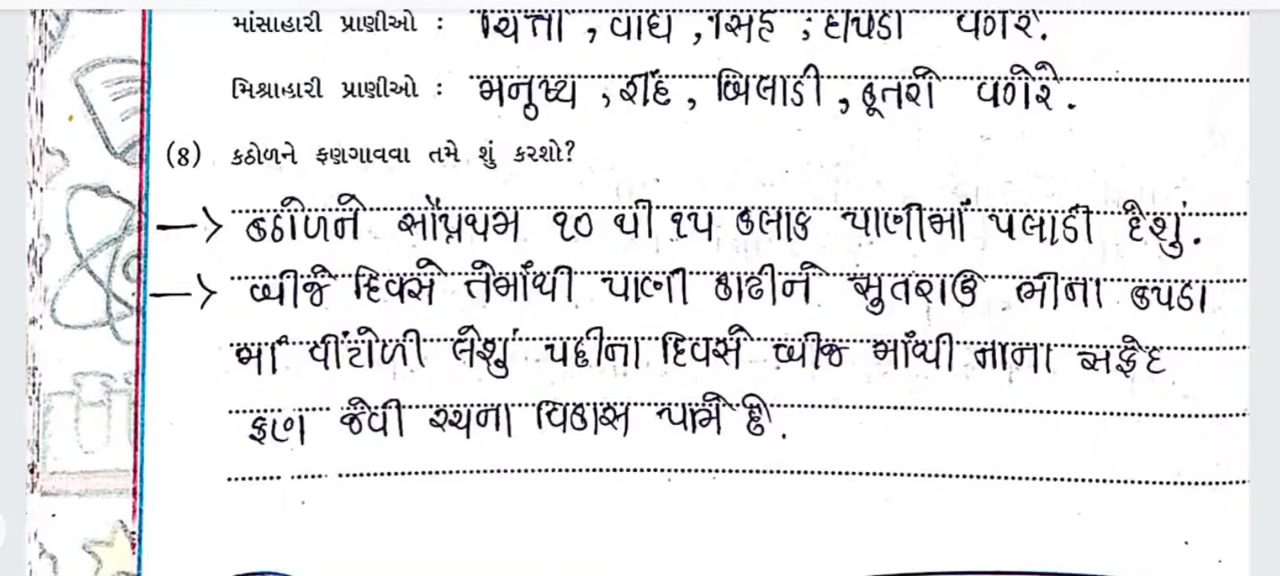 માંસાહારી પ્રાણીઓ : ચિત્તા , વાઘ , સિંહ , દીપડો વગેરે.
મિશ્રાહારી પ્રાણીઓ : મનુષ્ય , રીંછ , બિલાડી , કૂતરો વગેરે .
(8) કઠોળને ફણગાવવા તમે શું કરશો?
—> કઠોળને સૌપ્રથમ ૧૦ થી ૧૫ કલાક પાણીમાં પલાડી દેશું.
—> બીજે દિવસે તેમાંથી પાણી કાઢીને સુતરાઉ ભીના કપડા
માં વીંટોળી લેશું પછીના દિવસે બીજ માંથી નાના સફેદ
ફણ જેવી રચના વિકાસ પામે છે.